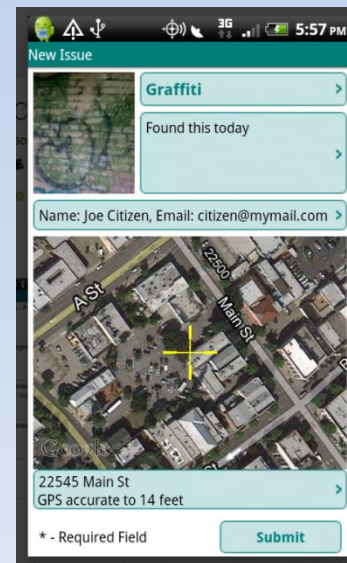 3G
5:57 PM
New Issue
Graffiti
Found this today
Name: Joe Citizen, Email: citizen@mymail.com
22500
A St
Main St
Google
22545 Main St
GPS accurate to 14 feet
* - Required Field
Submit